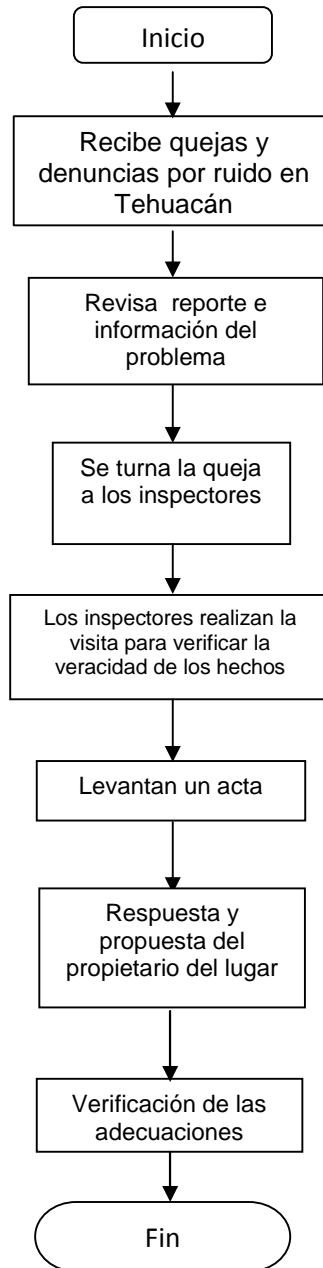 Inicio
Recibe quejas y
denuncias por ruido en
Tehuacán
Revisa reporte e
información del
problema
Se turna la queja
a los inspectores
Los inspectores realizan la
visita para verificar la
veracidad de los hechos
Levantan un acta
Respuesta y
propuesta del
propietario del lugar
Verificación de las
adecuaciones
Fin